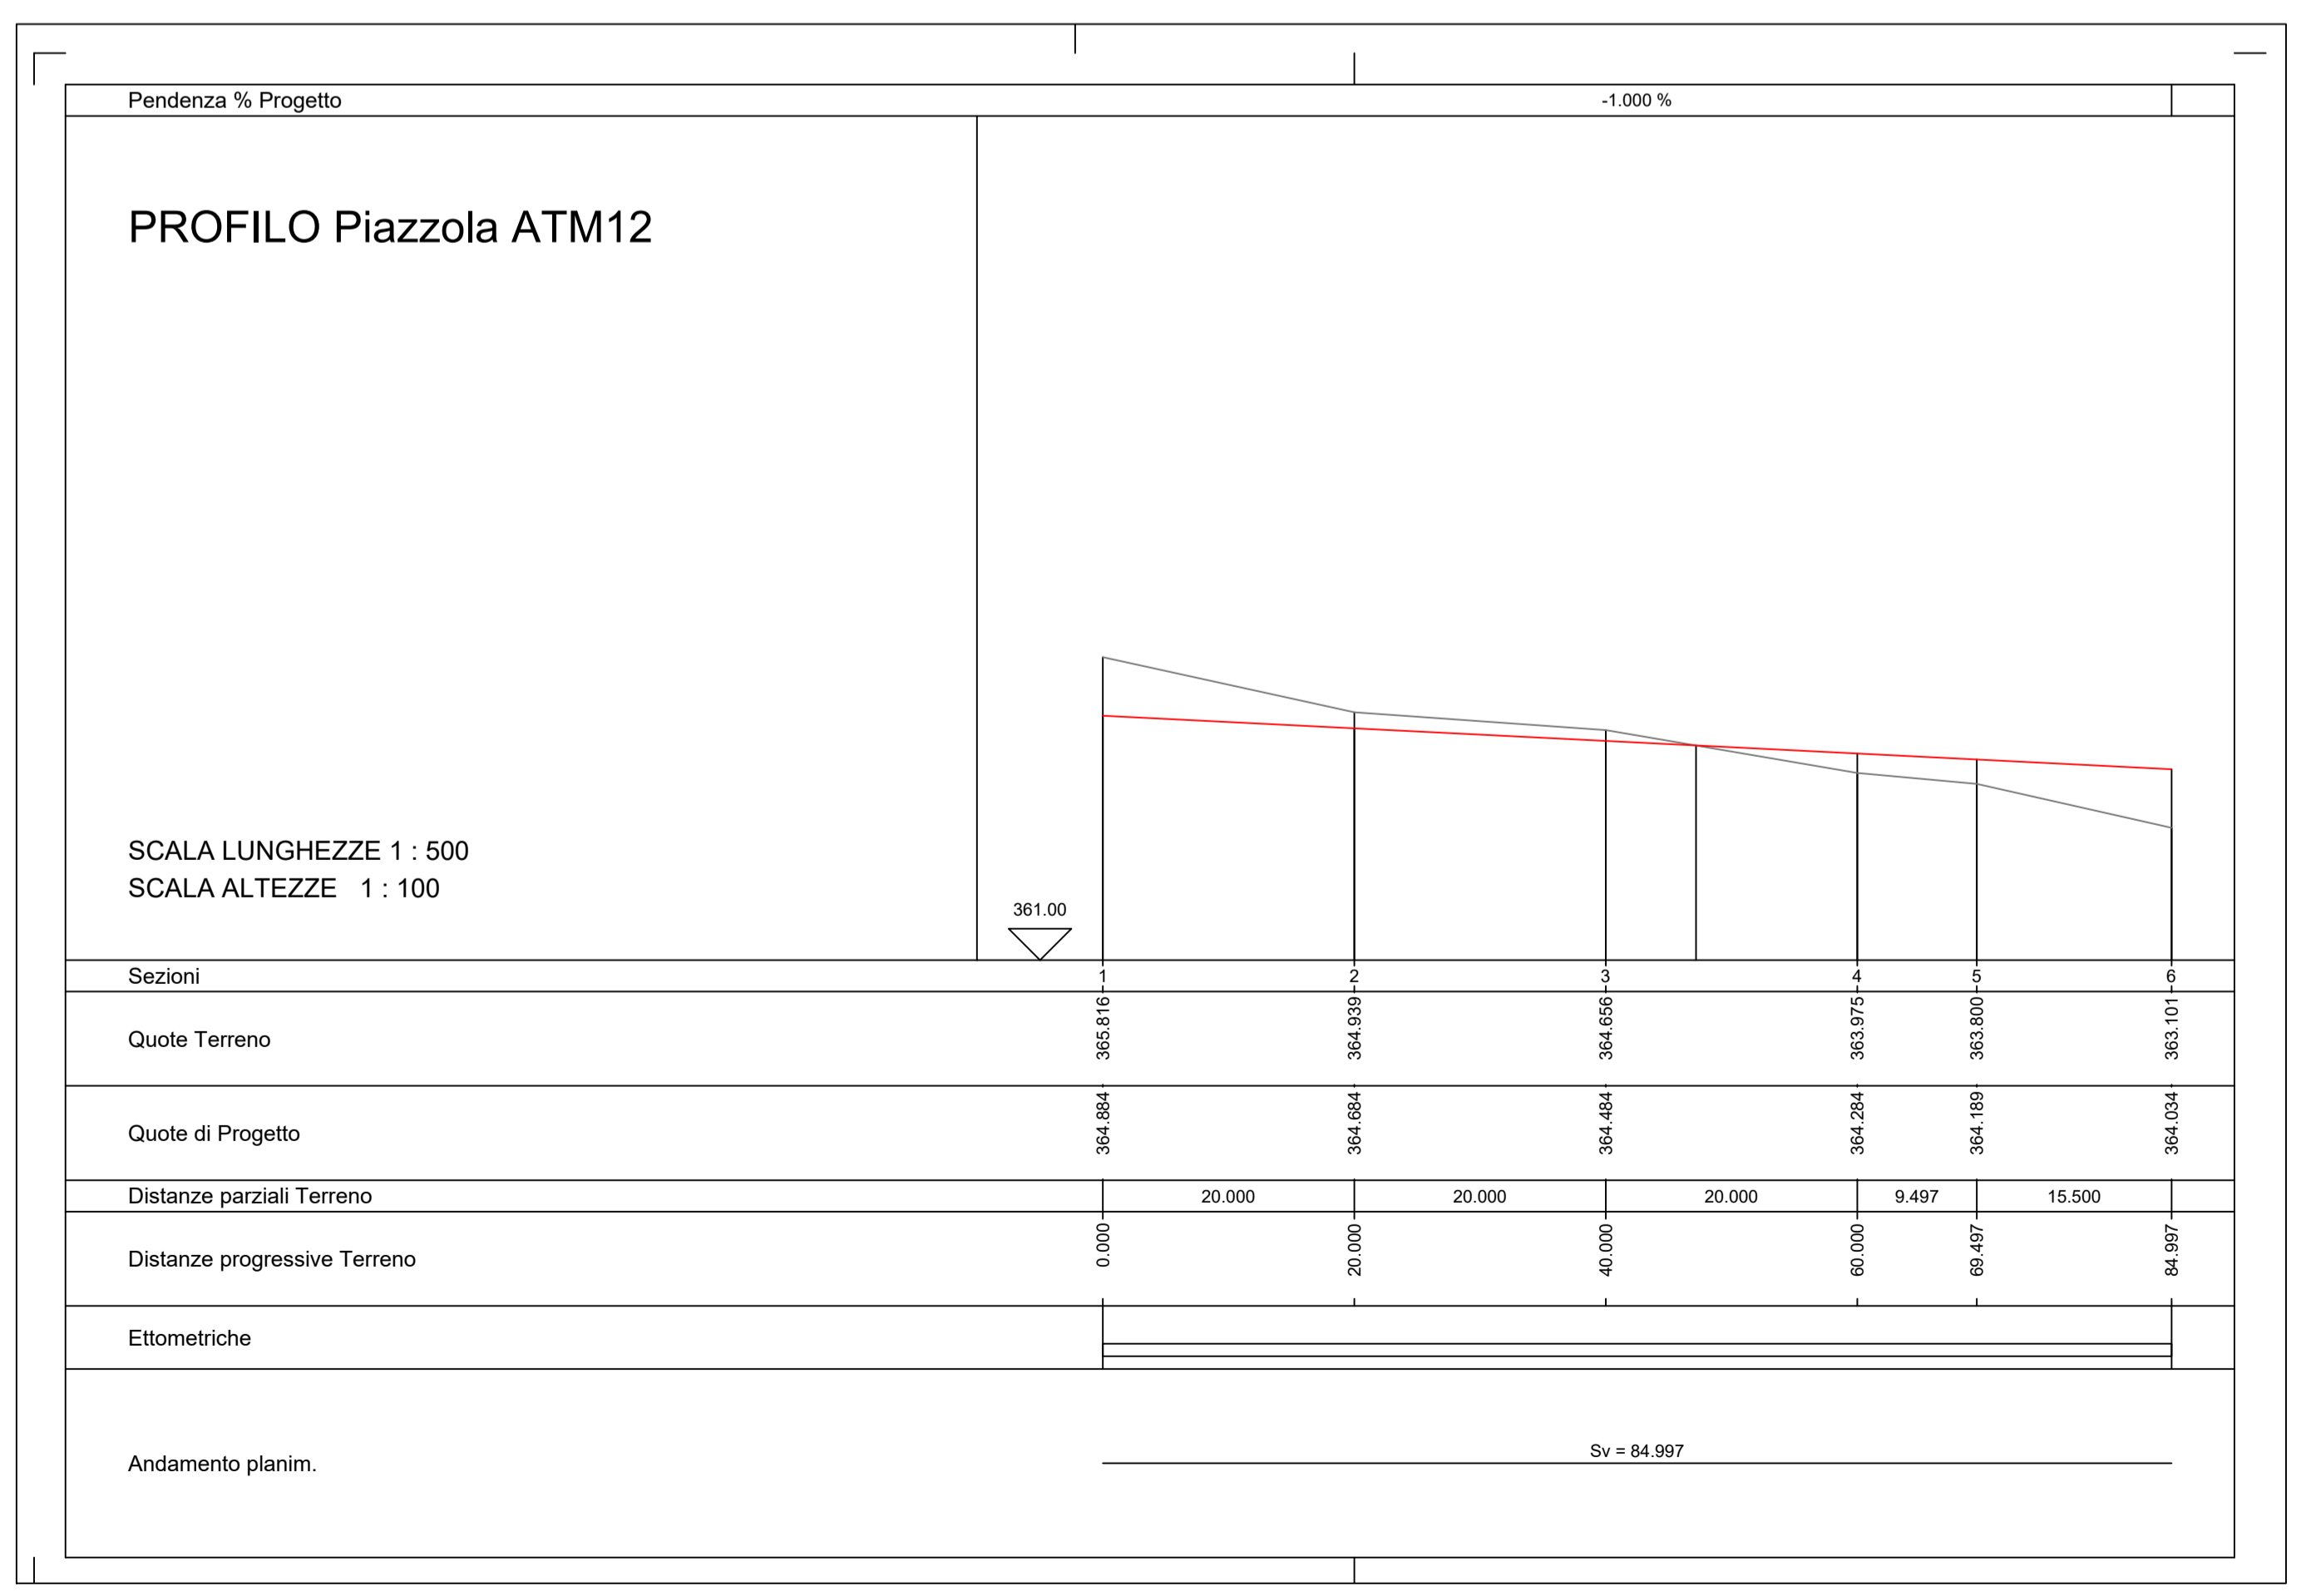 Pendenza % Progetto -1.000 %
PROFILO Piazzola ATM12
SCALA LUNGHEZZE 1 : 500
SCALA ALTEZZE 1 : 100
361.00
Sezioni 1 2 3 4 5 6
Quote Terreno 365.816 364.939 364.656 363.975 363.800 363.101
Quote di Progetto 364.884 364.684 364.484 364.284 364.189 364.034
Distanze parziali Terreno 20.000 20.000 20.000 9.497 15.500
Distanze progressive Terreno 0.000 20.000 40.000 60.000 69.497 84.997
Ettometriche
Sv = 84.997
Andamento planim.